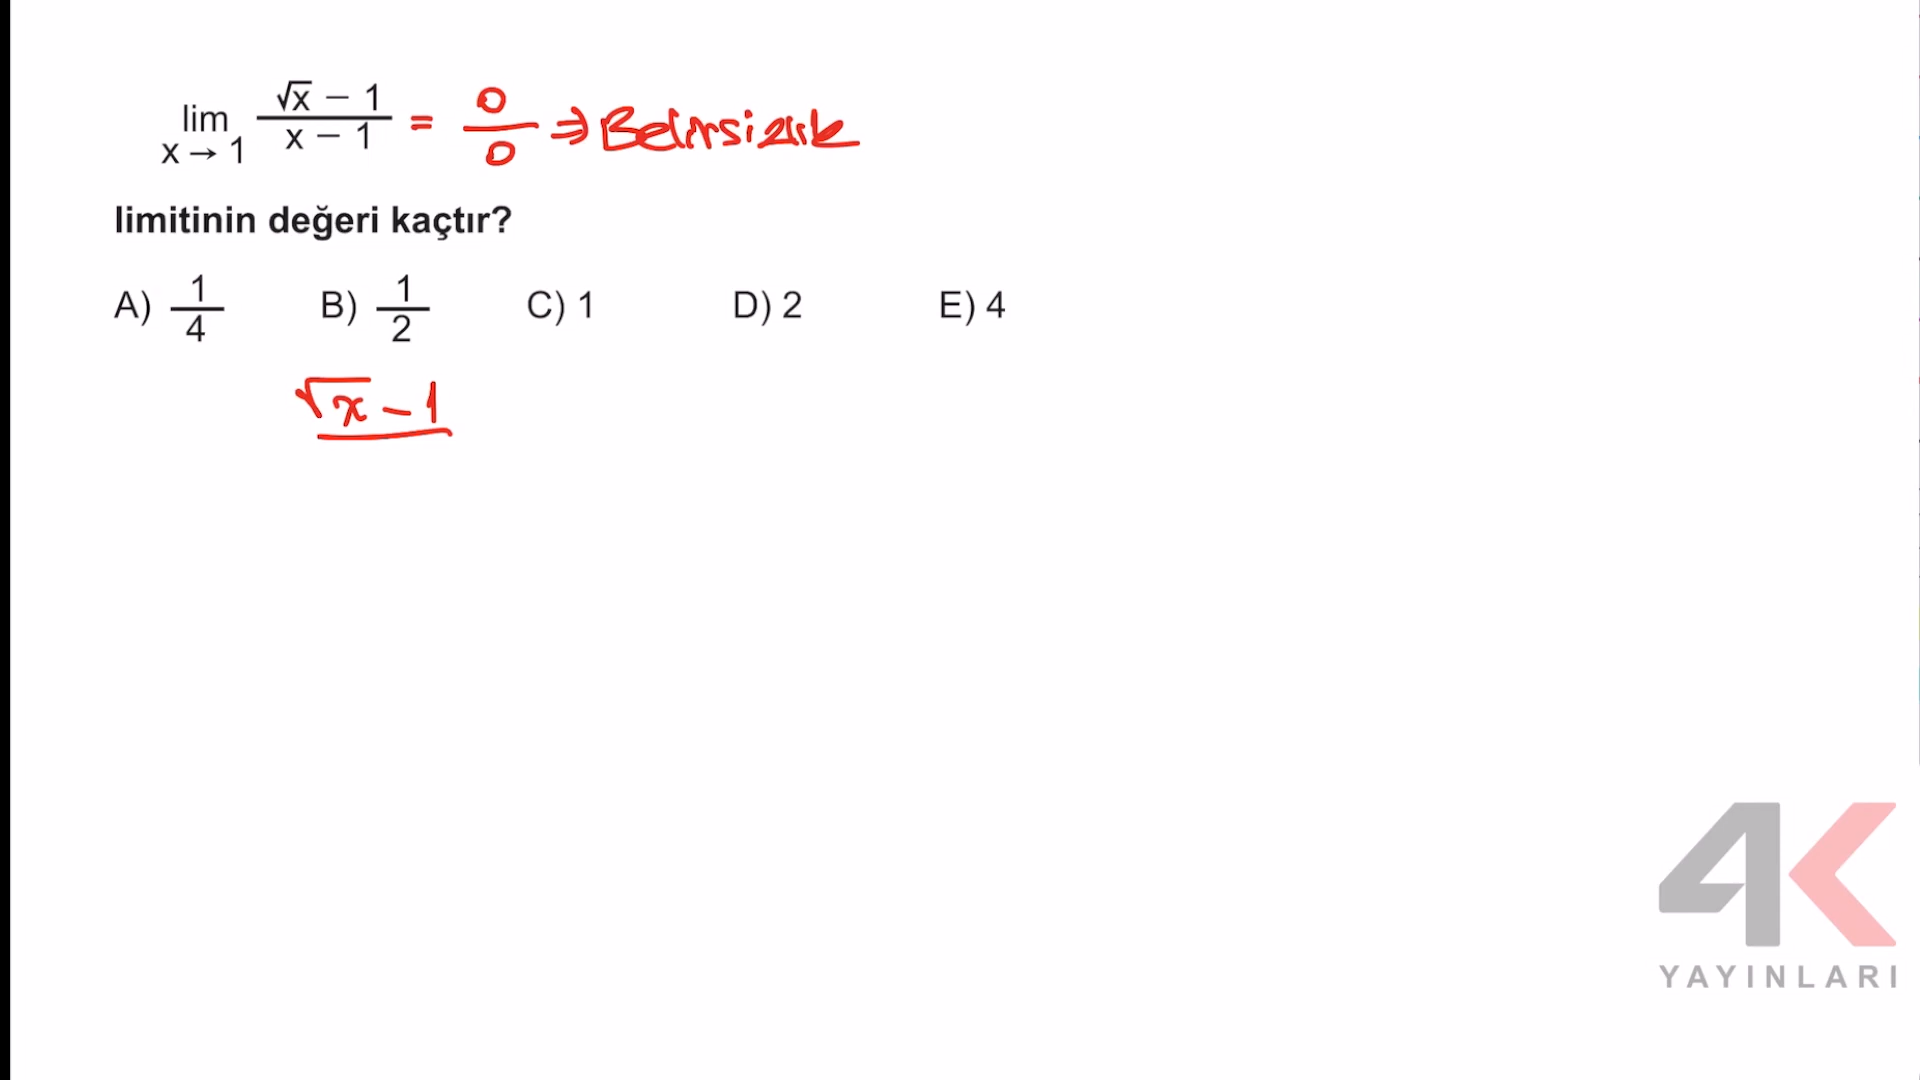 lim x → 1 √x − 1 / x − 1 = 0/0 ⇒ Belirsizlik
limitinin değeri kaçtır?
A) 1/4 B) 1/2 C) 1 D) 2 E) 4
√x − 1
4K
YAYINLARI